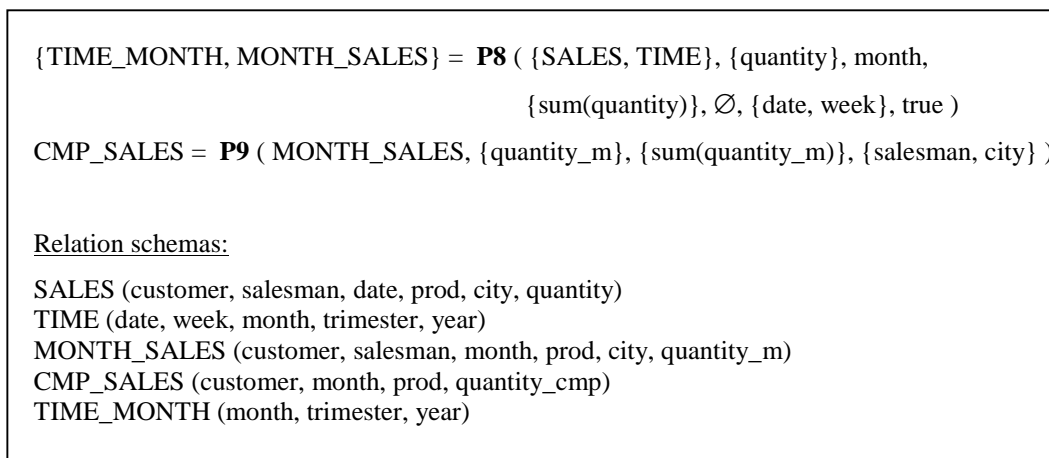 {TIME_MONTH, MONTH_SALES} = P8 ( {SALES, TIME}, {quantity}, month,
{sum(quantity)}, ∅, {date, week}, true )
CMP_SALES = P9 ( MONTH_SALES, {quantity_m}, {sum(quantity_m)}, {salesman, city} )
Relation schemas:
SALES (customer, salesman, date, prod, city, quantity)
TIME (date, week, month, trimester, year)
MONTH_SALES (customer, salesman, month, prod, city, quantity_m)
CMP_SALES (customer, month, prod, quantity_cmp)
TIME_MONTH (month, trimester, year)